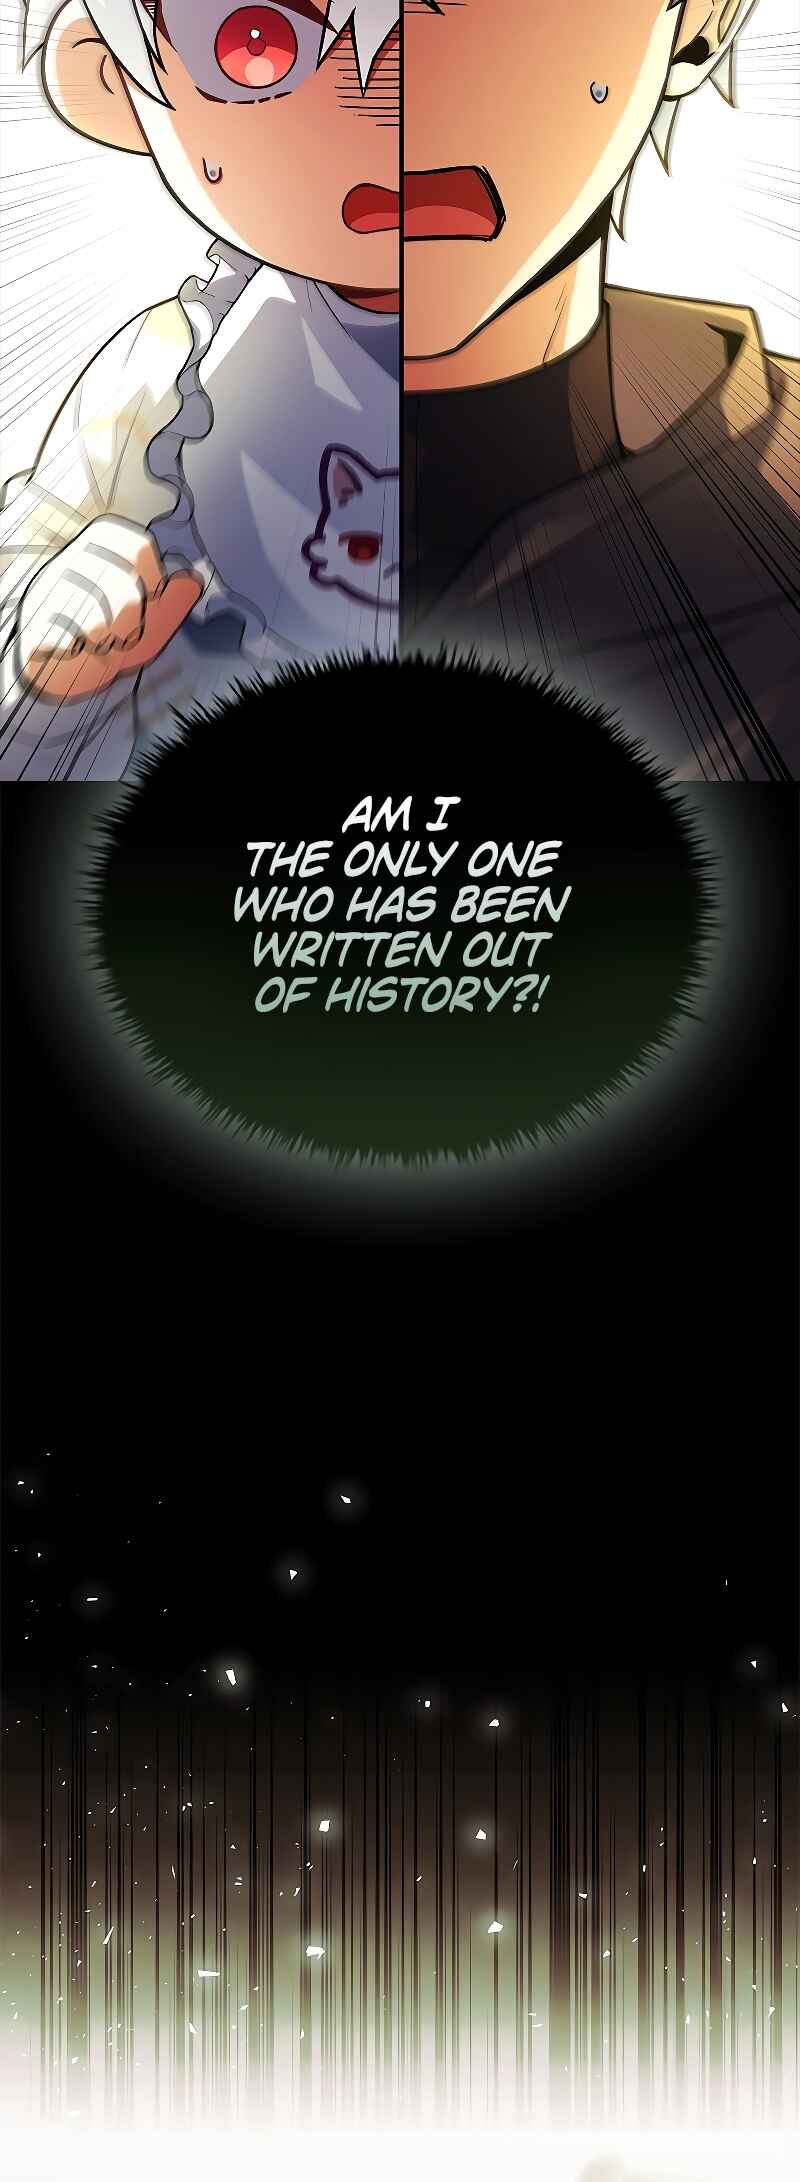 AM I
THE ONLY ONE
WHO HAS BEEN
WRITTEN OUT
OF HISTORY?!